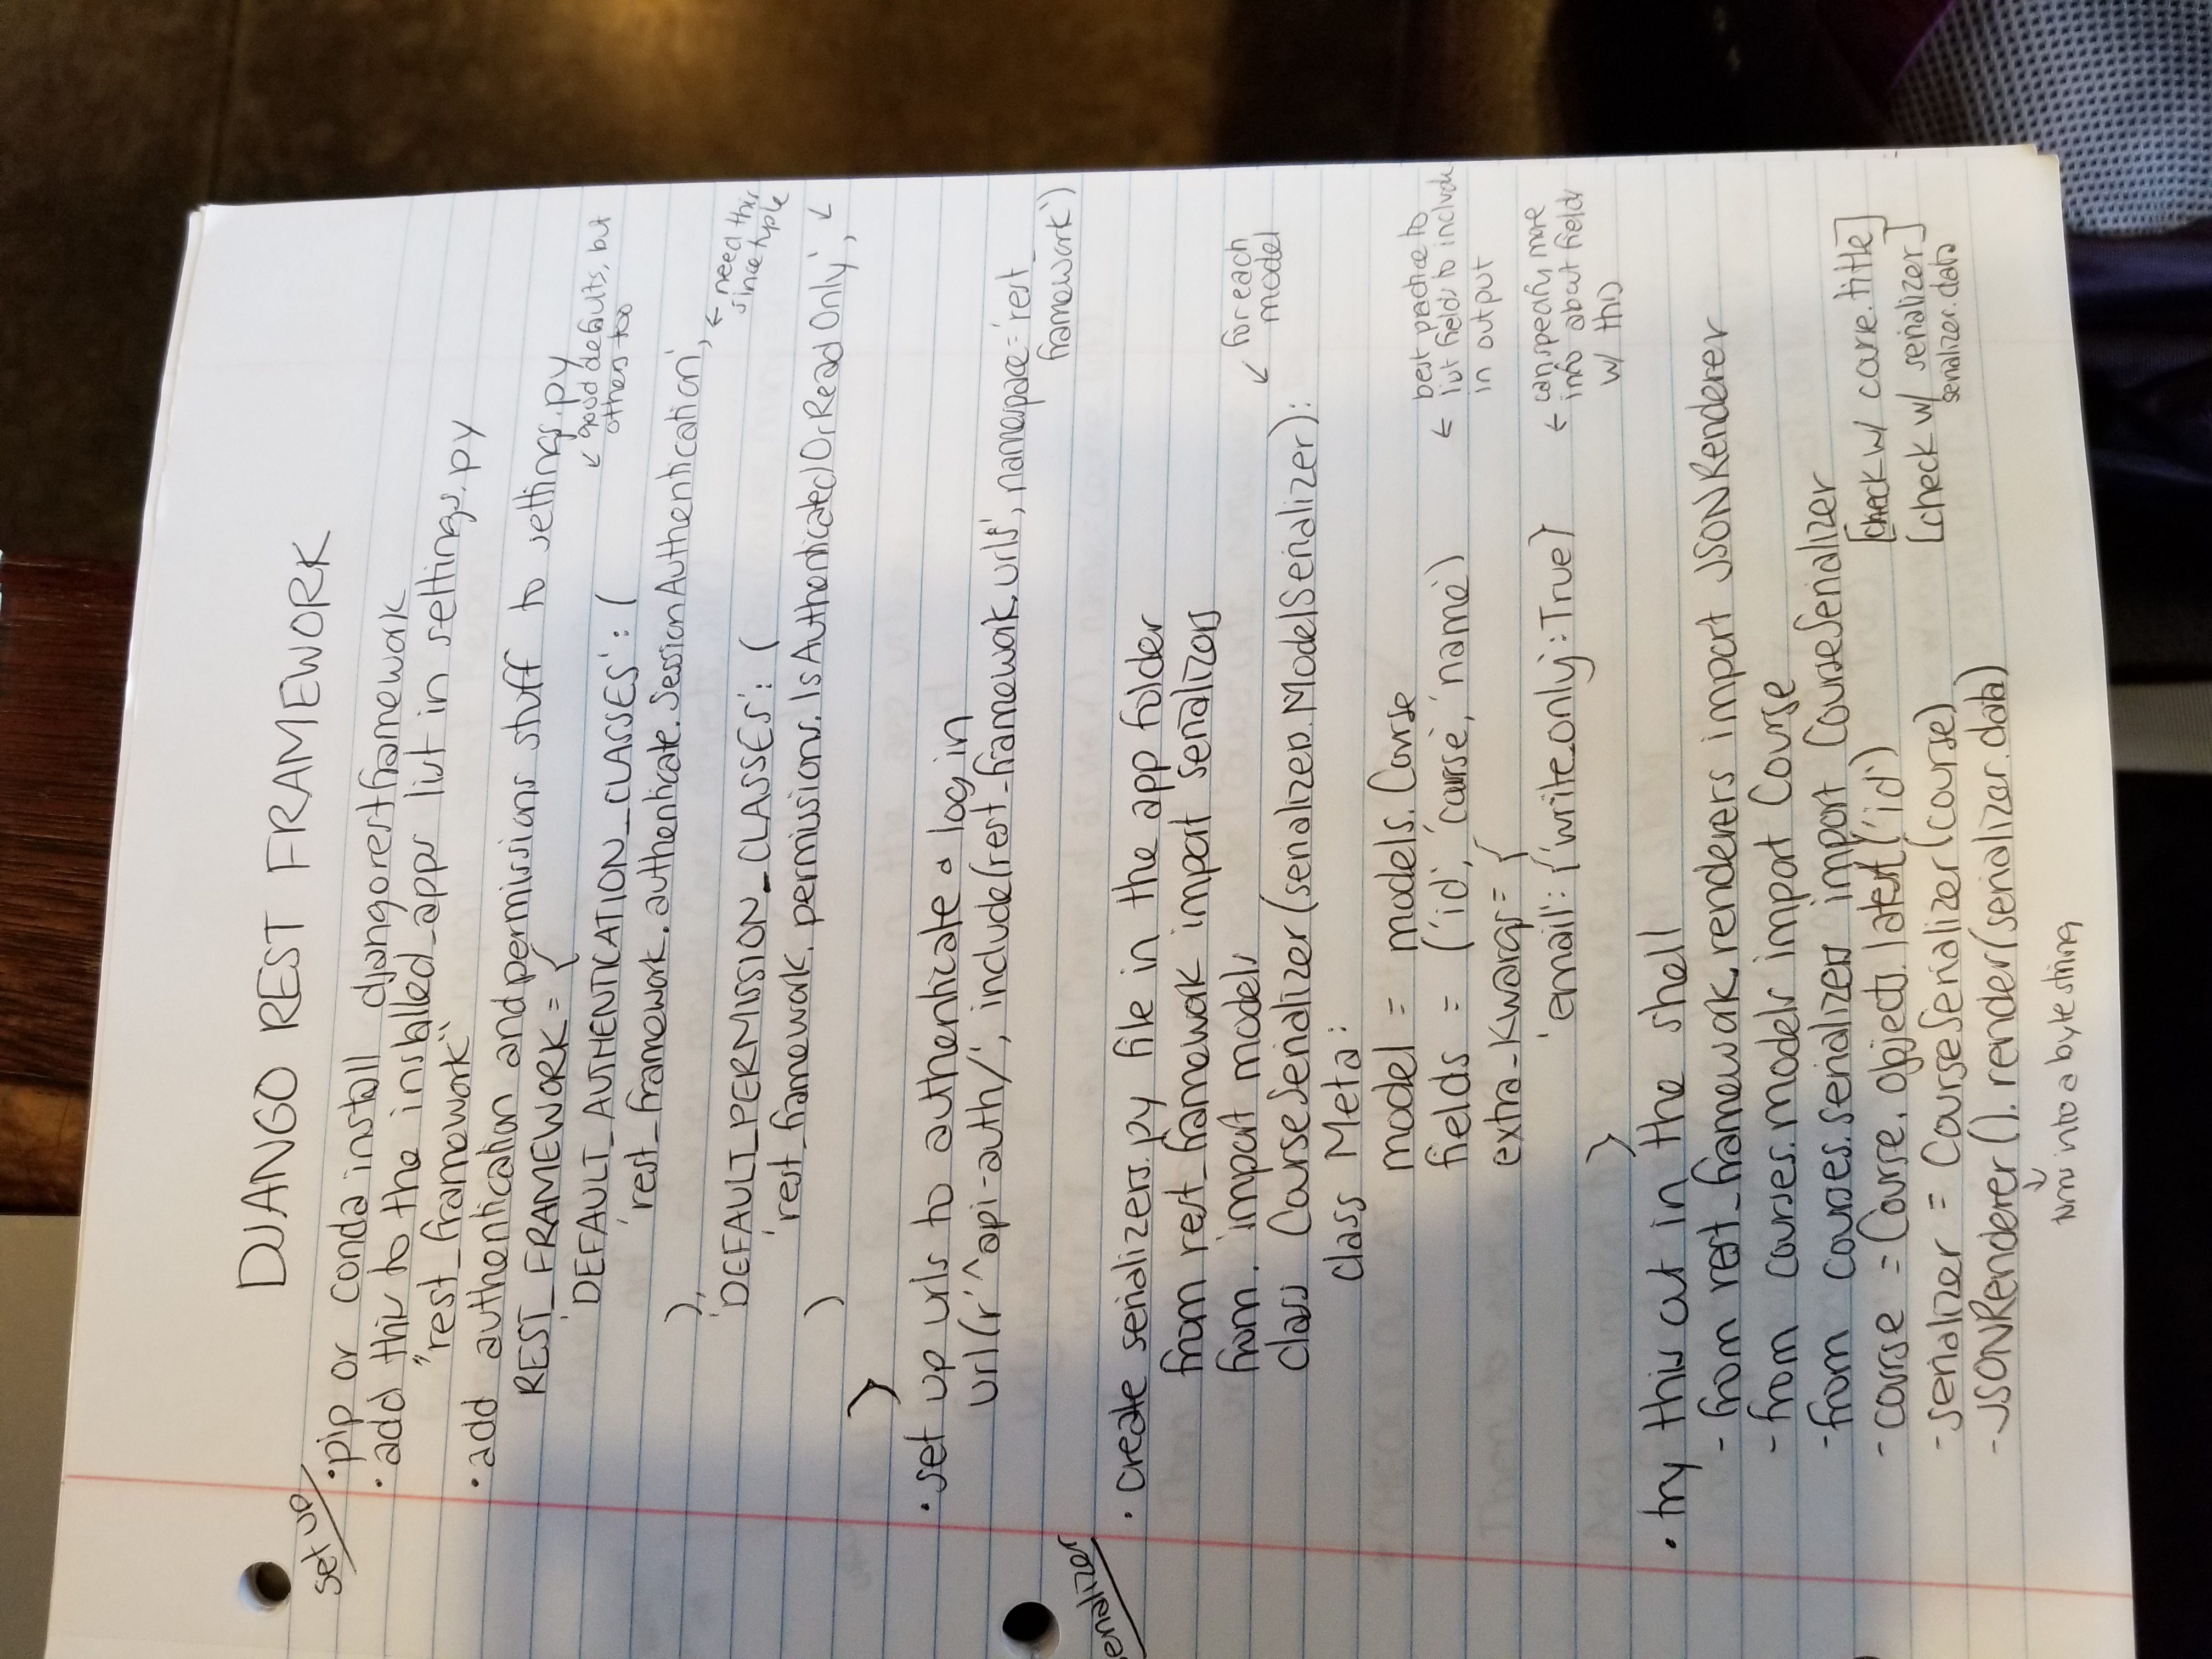 DJANGO REST FRAMEWORK
set up
• pip or conda install djangorestframework
• add this to the installed_apps list in settings.py
"rest_framework"
• add authentication and permissions stuff to settings.py
REST_FRAMEWORK = {
'DEFAULT_AUTHENTICATION_CLASSES': (
↙ good defaults, but
others too
'rest_framework.authenticate.SessionAuthentication',
),
← need this
since tuple
'DEFAULT_PERMISSION_CLASSES': (
'rest_framework.permissions.IsAuthenticatedOrReadOnly', ↙
)
}
• set up urls to authenticate & log in
url(r'^api-auth/', include(rest_framework.urls', namespace='rest_
framework')
serializer
• create serializers.py file in the app folder
from rest_framework import serializers
from . import models
↙ for each
model
class CourseSerializer(serializers.ModelSerializer):
class Meta:
model = models.Course
fields = ('id', 'course', 'name')
← best practice to
list fields to include
in output
extra_kwargs = {
'email': {'write_only': True}
← can specify more
info about fields
w/ this
}
• try this out in the shell
- from rest_framework.renderers import JSONRenderer
- from courses.models import Course
- from courses.serializers import CourseSerializer
- course = Course.objects.latest('id') [check w/ course.title]
- serializer = CourseSerializer(course) [check w/ serializer]
serializer.data
- JSONRenderer().render(serializer.data)
↓
turns into a byte string